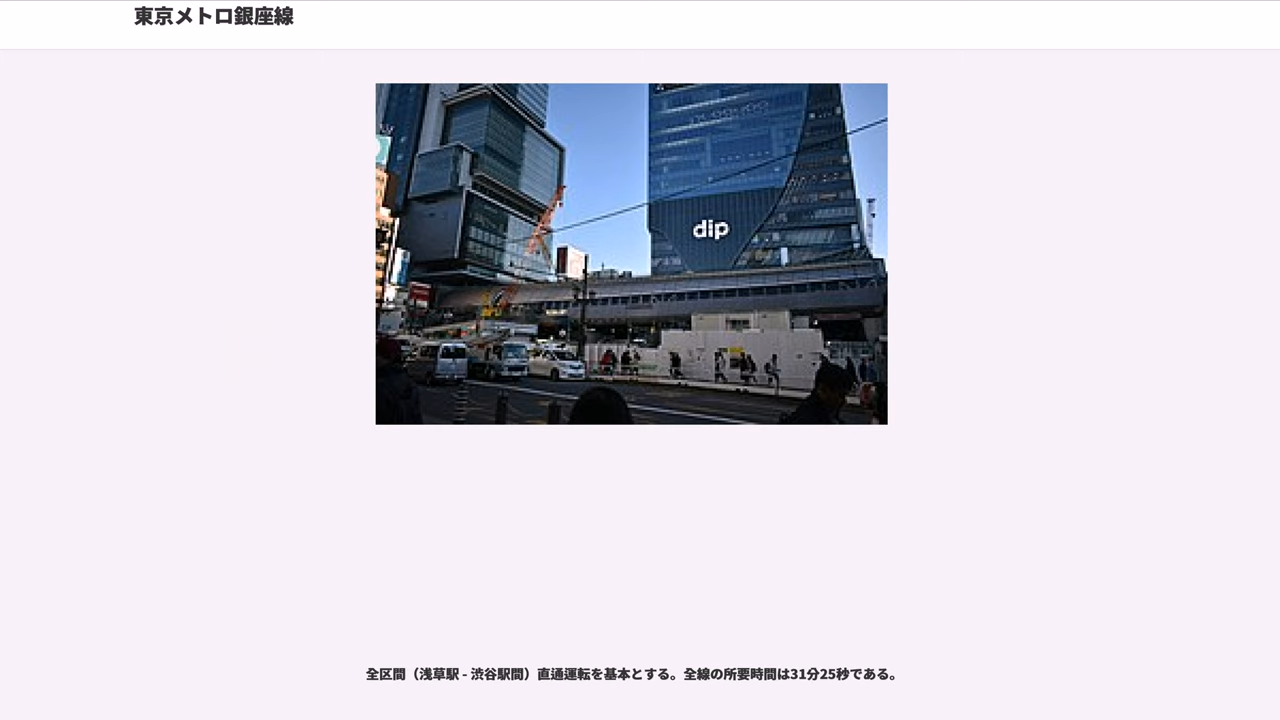 東京メトロ銀座線
dip
全区間（浅草駅 - 渋谷駅間）直通運転を基本とする。全線の所要時間は31分25秒である。